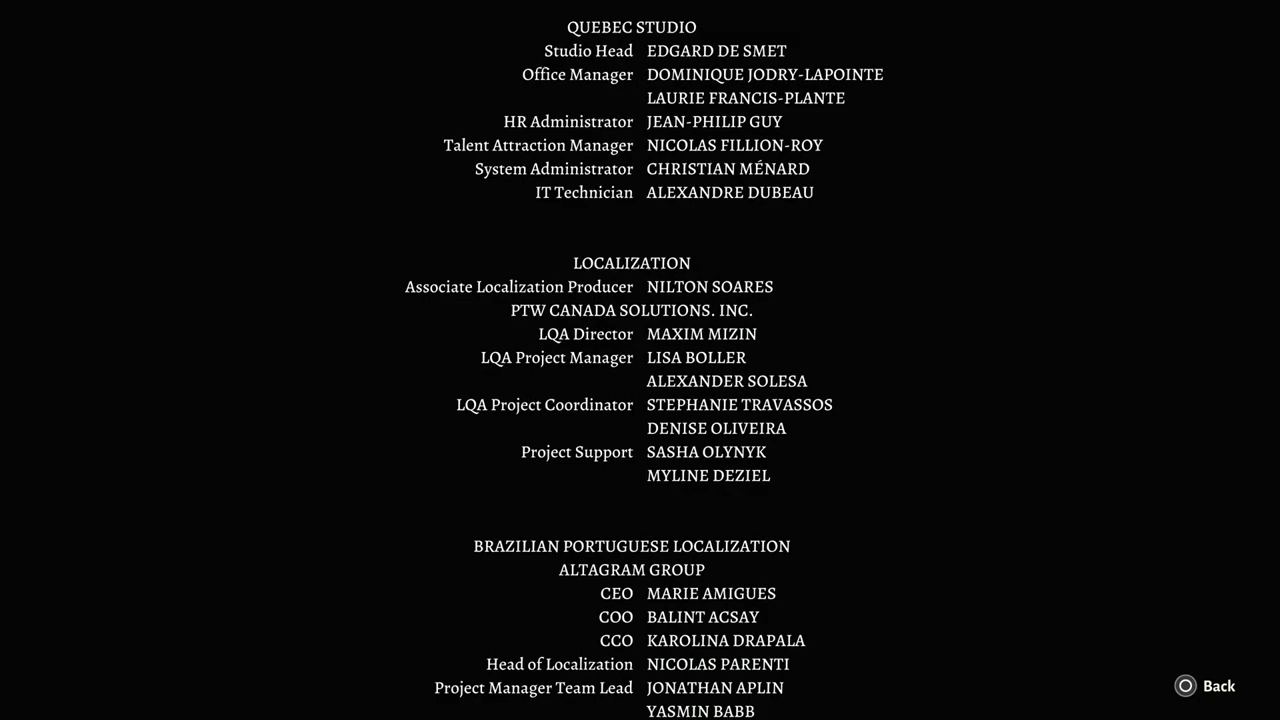 QUEBEC STUDIO
Studio Head EDGARD DE SMET
Office Manager DOMINIQUE JODRY-LAPOINTE
LAURIE FRANCIS-PLANTE
HR Administrator JEAN-PHILIP GUY
Talent Attraction Manager NICOLAS FILLION-ROY
System Administrator CHRISTIAN MÉNARD
IT Technician ALEXANDRE DUBEAU
LOCALIZATION
Associate Localization Producer NILTON SOARES
PTW CANADA SOLUTIONS. INC.
LQA Director MAXIM MIZIN
LQA Project Manager LISA BOLLER
ALEXANDER SOLESA
LQA Project Coordinator STEPHANIE TRAVASSOS
DENISE OLIVEIRA
Project Support SASHA OLYNYK
MYLINE DEZIEL
BRAZILIAN PORTUGUESE LOCALIZATION
ALTAGRAM GROUP
CEO MARIE AMIGUES
COO BALINT ACSAY
CCO KAROLINA DRAPALA
Head of Localization NICOLAS PARENTI
Project Manager Team Lead JONATHAN APLIN
YASMIN BABB
Back